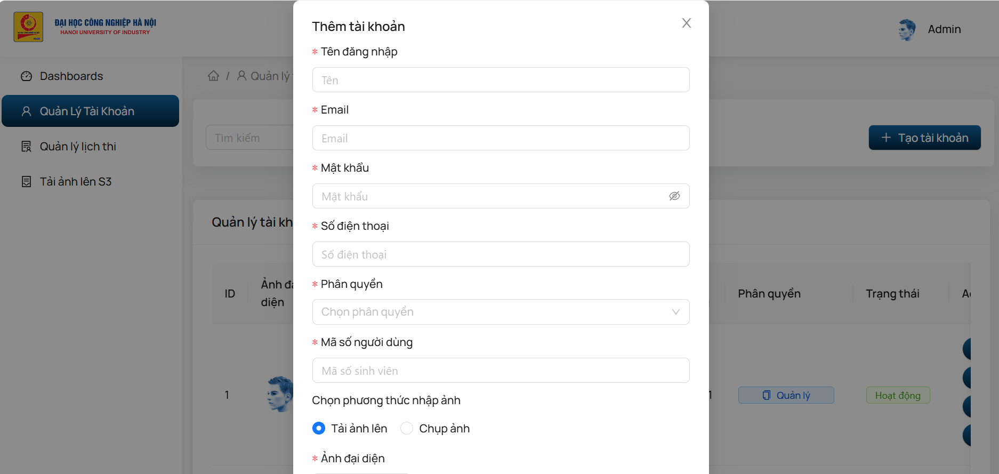 ĐẠI HỌC CÔNG NGHIỆP HÀ NỘI
HANOI UNIVERSITY OF INDUSTRY
Admin
Dashboards
Quản Lý Tài Khoản
Quản lý lịch thi
Tải ảnh lên S3
/ Quản lý
Tìm kiếm
+ Tạo tài khoản
Quản lý tài kh
ID
Ảnh đạ
diện
Phân quyền
Trạng thái
1
Quản lý
Hoạt động
Thêm tài khoản
* Tên đăng nhập
Tên
* Email
Email
* Mật khẩu
Mật khẩu
* Số điện thoại
Số điện thoại
* Phân quyền
Chọn phân quyền
* Mã số người dùng
Mã số sinh viên
Chọn phương thức nhập ảnh
Tải ảnh lên
Chụp ảnh
* Ảnh đại diện